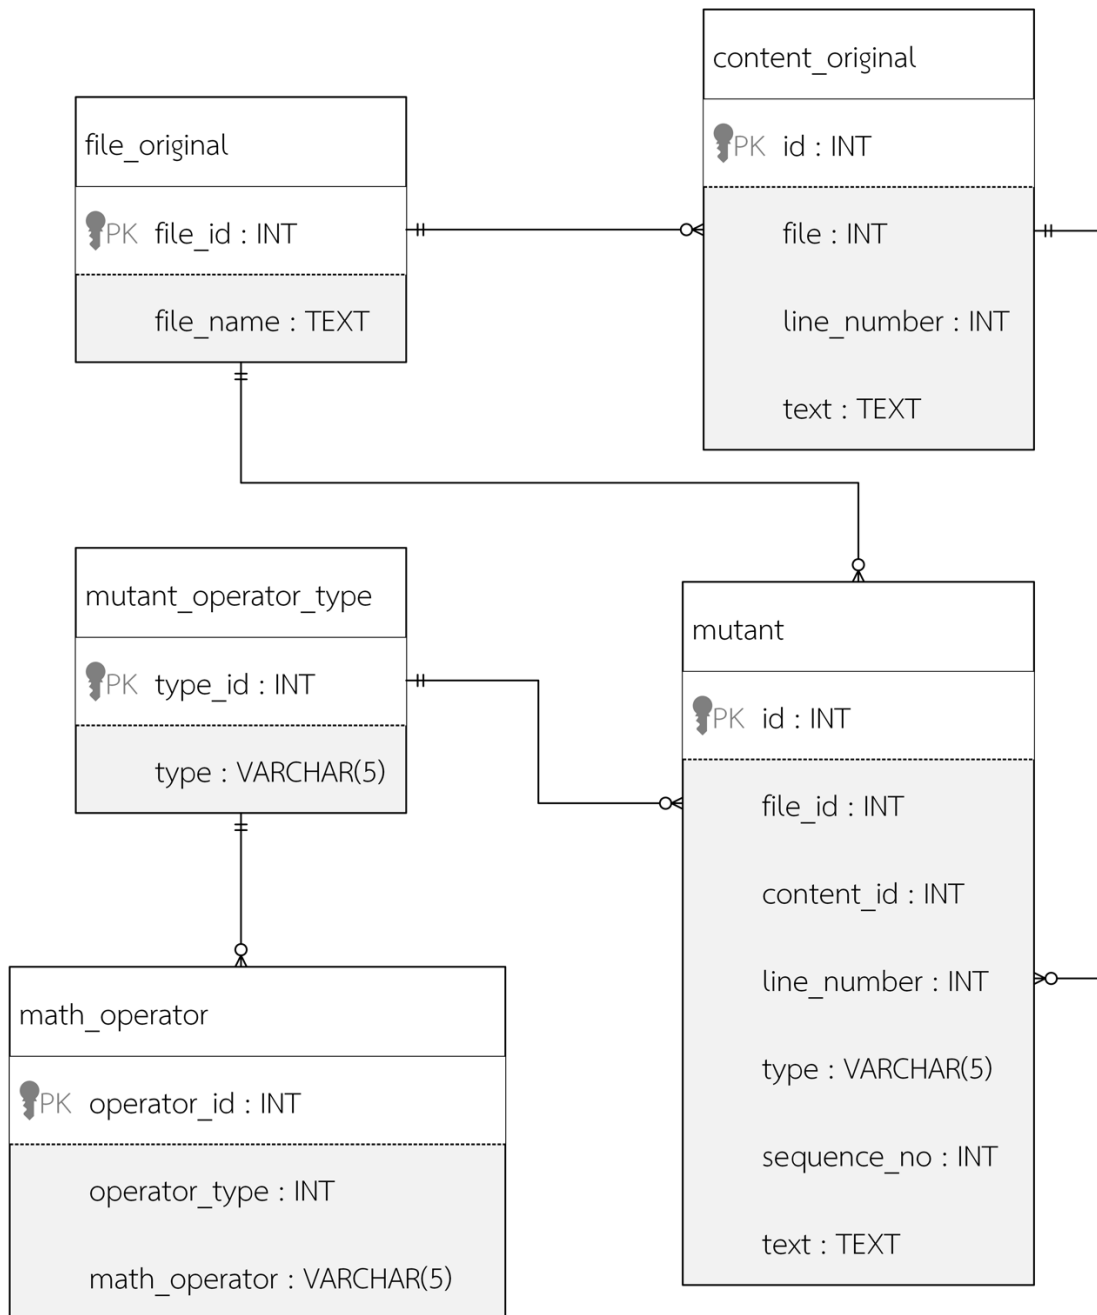 content_original
PK id : INT
file : INT
line_number : INT
text : TEXT
file_original
PK file_id : INT
file_name : TEXT
mutant_operator_type
PK type_id : INT
type : VARCHAR(5)
mutant
PK id : INT
file_id : INT
content_id : INT
line_number : INT
type : VARCHAR(5)
sequence_no : INT
text : TEXT
math_operator
PK operator_id : INT
operator_type : INT
math_operator : VARCHAR(5)